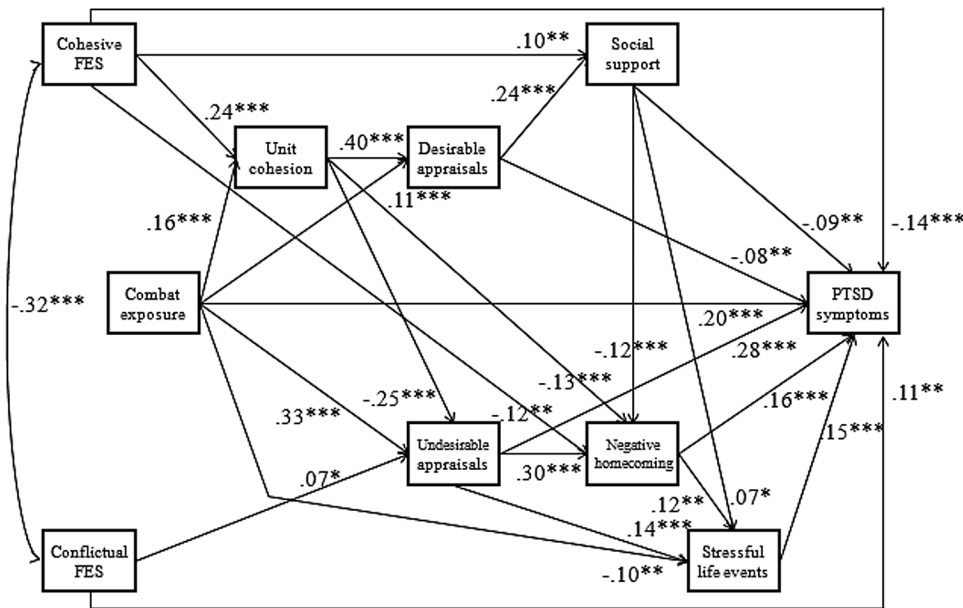 Cohesive
FES
.10**
Social
support
.24***
.24***
Unit
cohesion
.40***
Desirable
appraisals
.11***
.16***
-.09**
-.14***
-.08**
-.32***
Combat
exposure
PTSD
symptoms
.20***
-.12***
.28***
-.13***
-.25***
-.12**
.33***
.16***
.11**
.15***
Undesirable
appraisals
Negative
homecoming
.30***
.07*
.12**
.07*
.14***
Conflictual
FES
Stressful
life events
-.10**